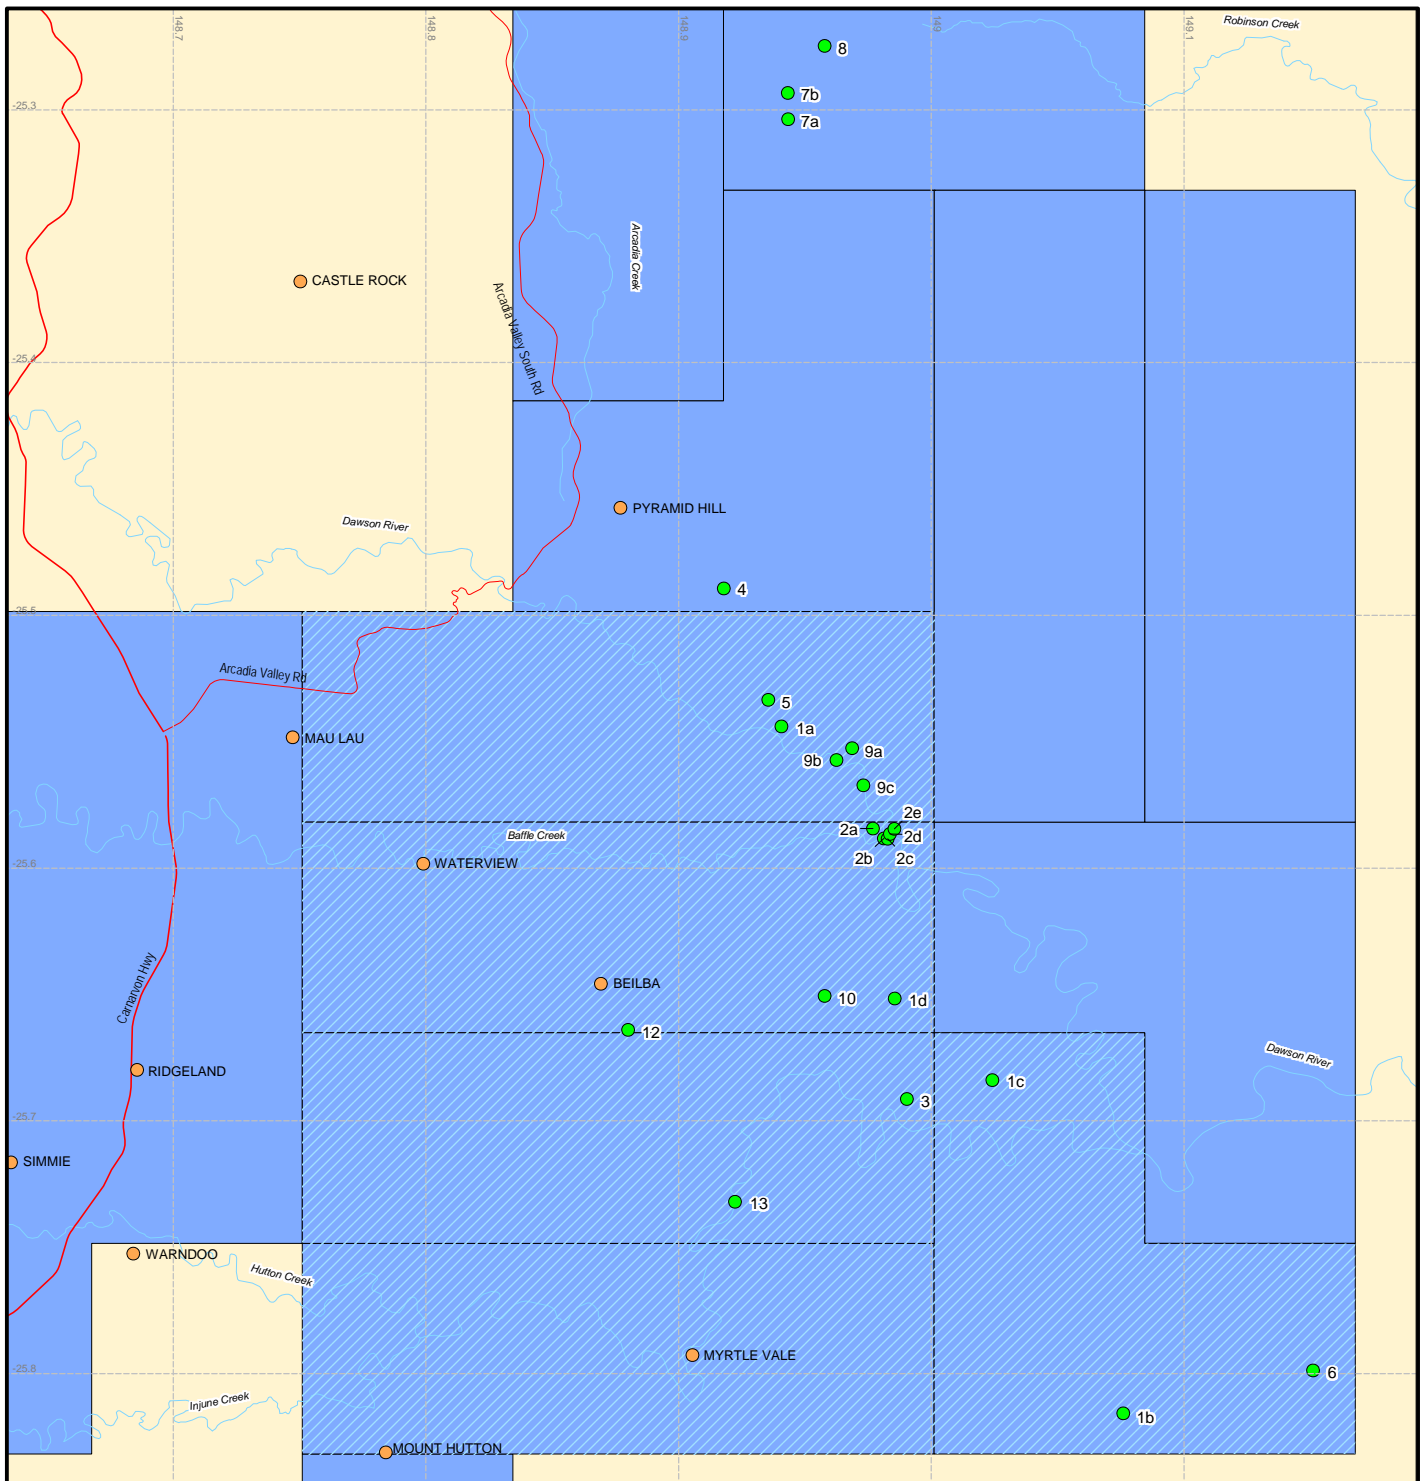 148.7
148.8
148.9
149
149.1
Robinson Creek
8
7b
-25.3
7a
Arcadia Creek
CASTLE ROCK
Arcadia Valley South Rd
-25.4
PYRAMID HILL
Dawson River
4
-25.5
Arcadia Valley Rd
5
1a
MAU LAU
9a
9b
9c
2e
2a
2d
Baffle Creek
2b
2c
WATERVIEW
-25.6
BEILBA
Carnarvon Hwy
10
1d
12
Dawson River
RIDGELAND
1c
3
-25.7
SIMMIE
13
WARNDOO
Hutton Creek
MYRTLE VALE
-25.8
6
Injune Creek
1b
MOUNT HUTTON